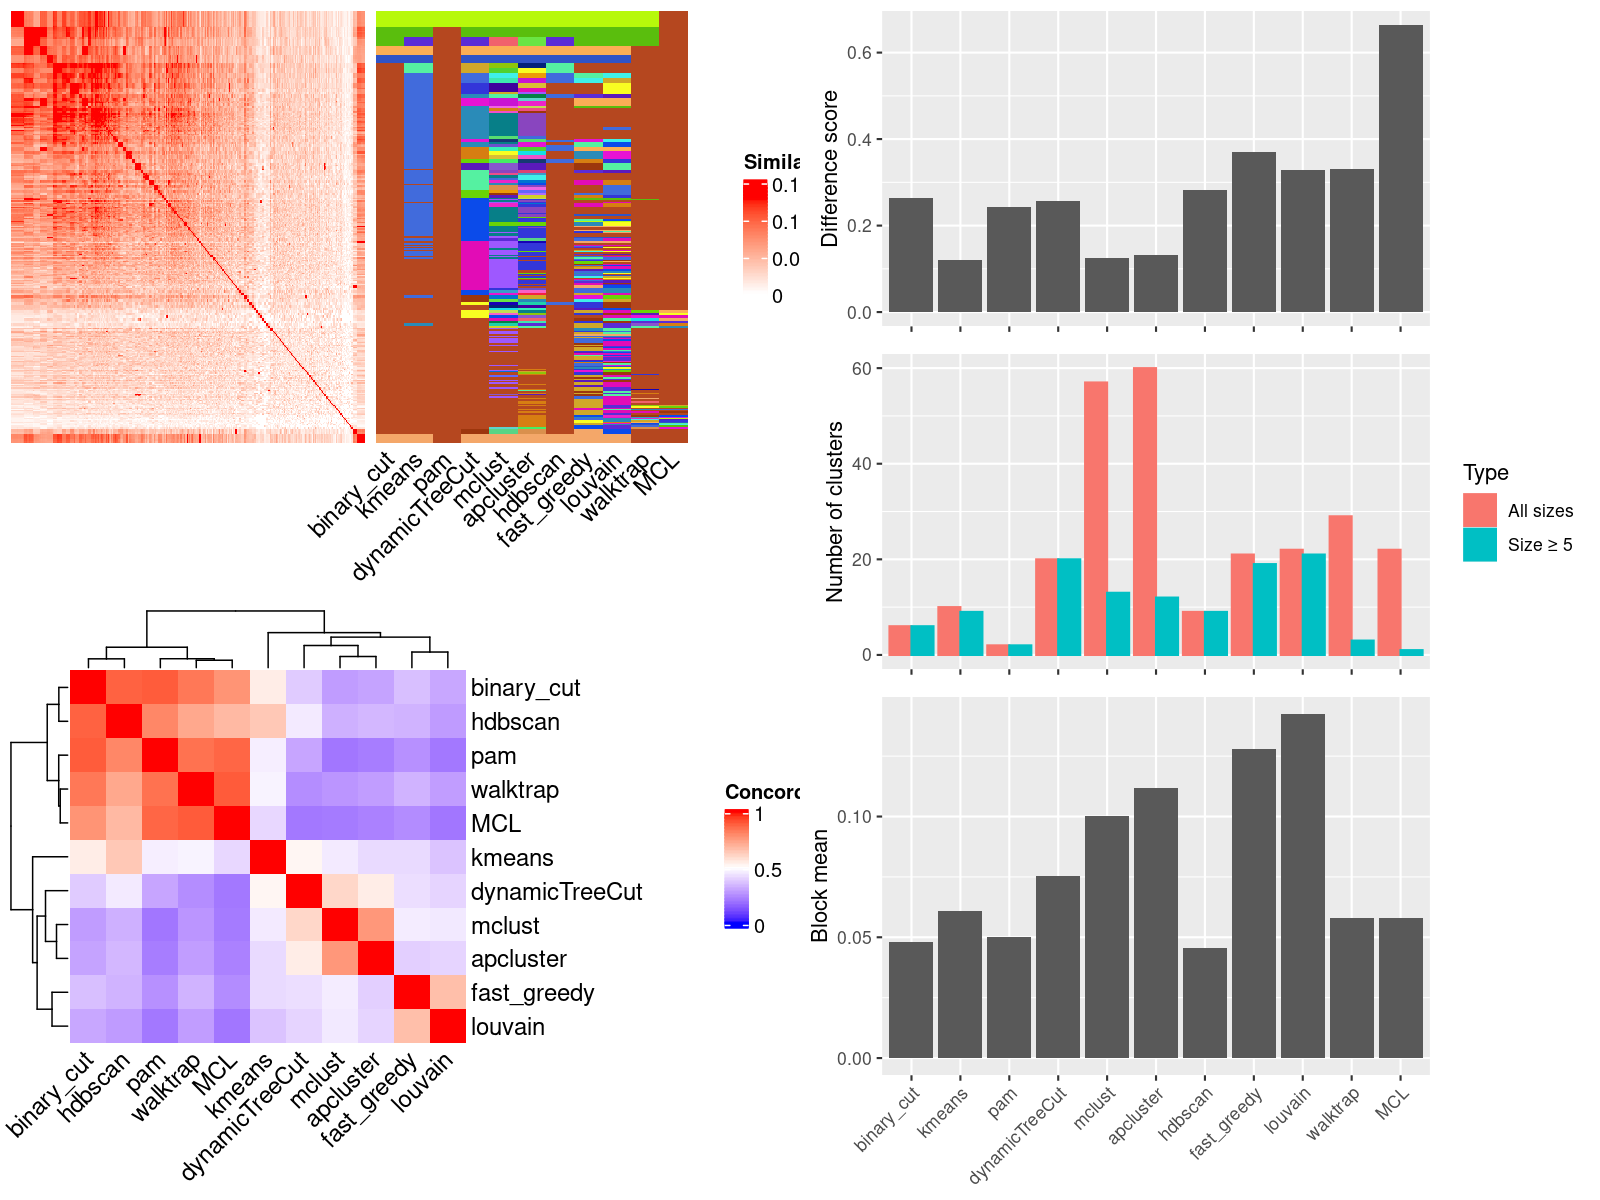 Simila
0.1
0.1
0.0
0
binary_cut
kmeans
pam
dynamicTreeCut
mclust
apcluster
hdbscan
fast_greedy
louvain
walktrap
MCL
binary_cut
hdbscan
pam
walktrap
MCL
kmeans
dynamicTreeCut
mclust
apcluster
fast_greedy
louvain
binary_cut
hdbscan
pam
walktrap
MCL
kmeans
dynamicTreeCut
mclust
apcluster
fast_greedy
louvain
Concord
1
0.5
0
Difference score
0.6
0.4
0.2
0.0
Number of clusters
60
40
20
0
Type
All sizes
Size ≥ 5
Block mean
0.10
0.05
0.00
binary_cut
kmeans
pam
dynamicTreeCut
mclust
apcluster
hdbscan
fast_greedy
louvain
walktrap
MCL